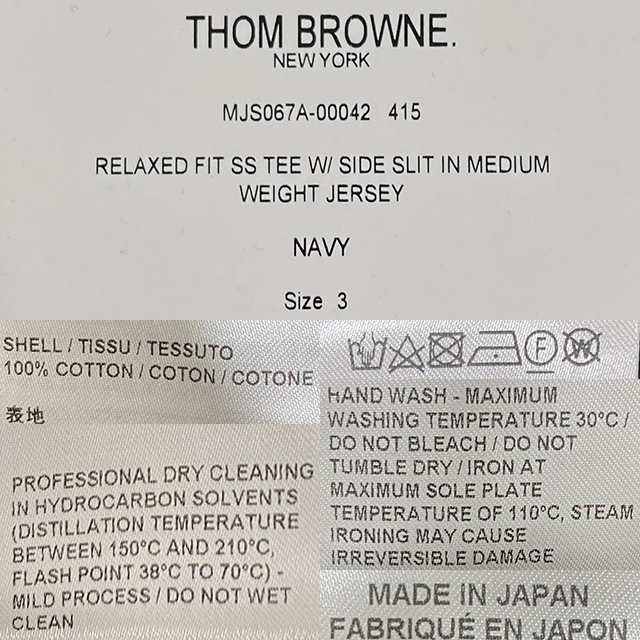 THOM BROWNE.
NEW YORK
MJS067A-00042 415
RELAXED FIT SS TEE W/ SIDE SLIT IN MEDIUM
WEIGHT JERSEY
NAVY
Size 3
SHELL / TISSU / TESSUTO
100% COTTON / COTON / COTONE
表地
PROFESSIONAL DRY CLEANING
IN HYDROCARBON SOLVENTS
(DISTILLATION TEMPERATURE
BETWEEN 150°C AND 210°C,
FLASH POINT 38°C TO 70°C) -
MILD PROCESS / DO NOT WET
CLEAN
F W
HAND WASH - MAXIMUM
WASHING TEMPERATURE 30°C /
DO NOT BLEACH / DO NOT
TUMBLE DRY / IRON AT
MAXIMUM SOLE PLATE
TEMPERATURE OF 110°C, STEAM
IRONING MAY CAUSE
IRREVERSIBLE DAMAGE
MADE IN JAPAN
FABRIQUÉ EN JAPON